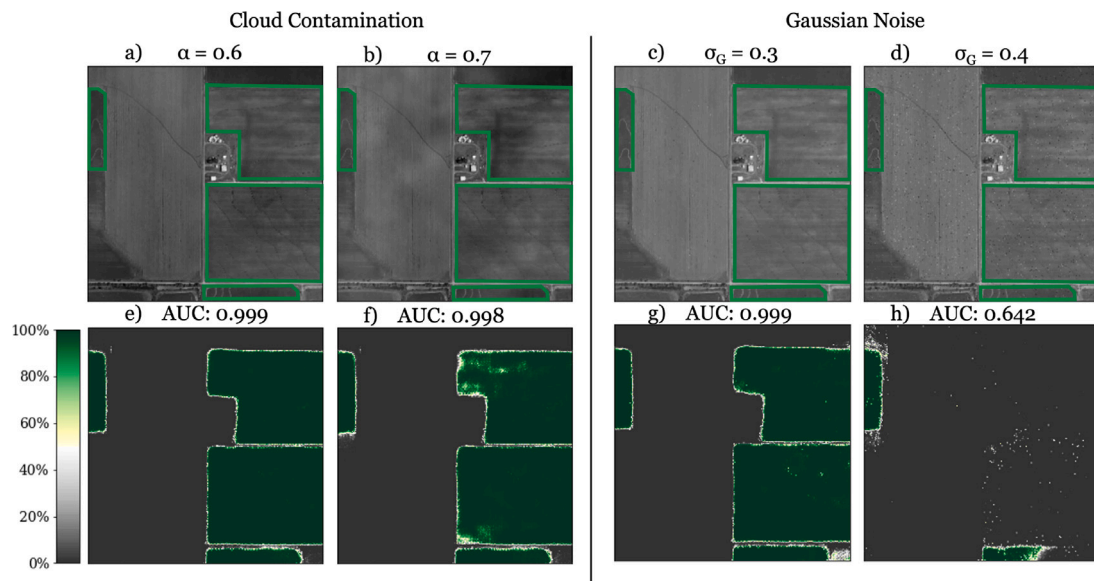 Cloud Contamination
Gaussian Noise
a) α = 0.6
b) α = 0.7
c) σG = 0.3
d) σG = 0.4
e) AUC: 0.999
f) AUC: 0.998
g) AUC: 0.999
h) AUC: 0.642
100%
80%
60%
40%
20%
0%